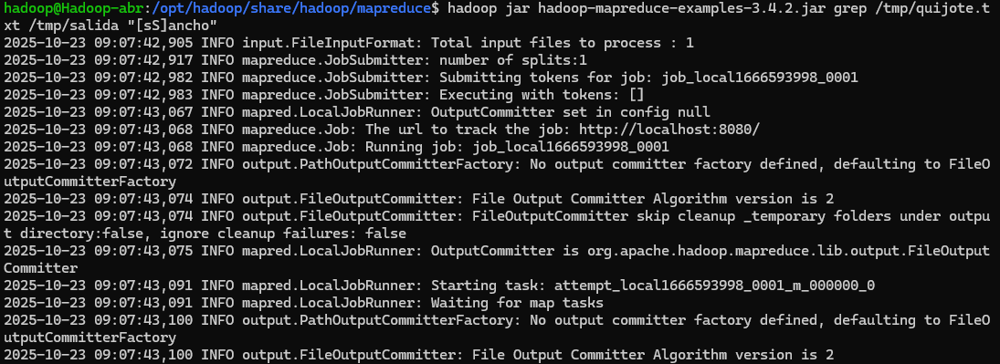 hadoop@Hadoop-abr:/opt/hadoop/share/hadoop/mapreduce$ hadoop jar hadoop-mapreduce-examples-3.4.2.jar grep /tmp/quijote.t
xt /tmp/salida "[sS]ancho"
2025-10-23 09:07:42,905 INFO input.FileInputFormat: Total input files to process : 1
2025-10-23 09:07:42,917 INFO mapreduce.JobSubmitter: number of splits:1
2025-10-23 09:07:42,982 INFO mapreduce.JobSubmitter: Submitting tokens for job: job_local1666593998_0001
2025-10-23 09:07:42,983 INFO mapreduce.JobSubmitter: Executing with tokens: []
2025-10-23 09:07:43,067 INFO mapred.LocalJobRunner: OutputCommitter set in config null
2025-10-23 09:07:43,068 INFO mapreduce.Job: The url to track the job: http://localhost:8080/
2025-10-23 09:07:43,068 INFO mapreduce.Job: Running job: job_local1666593998_0001
2025-10-23 09:07:43,072 INFO output.PathOutputCommitterFactory: No output committer factory defined, defaulting to FileO
utputCommitterFactory
2025-10-23 09:07:43,074 INFO output.FileOutputCommitter: File Output Committer Algorithm version is 2
2025-10-23 09:07:43,074 INFO output.FileOutputCommitter: FileOutputCommitter skip cleanup _temporary folders under outpu
t directory:false, ignore cleanup failures: false
2025-10-23 09:07:43,075 INFO mapred.LocalJobRunner: OutputCommitter is org.apache.hadoop.mapreduce.lib.output.FileOutput
Committer
2025-10-23 09:07:43,091 INFO mapred.LocalJobRunner: Starting task: attempt_local1666593998_0001_m_000000_0
2025-10-23 09:07:43,091 INFO mapred.LocalJobRunner: Waiting for map tasks
2025-10-23 09:07:43,100 INFO output.PathOutputCommitterFactory: No output committer factory defined, defaulting to FileO
utputCommitterFactory
2025-10-23 09:07:43,100 INFO output.FileOutputCommitter: File Output Committer Algorithm version is 2